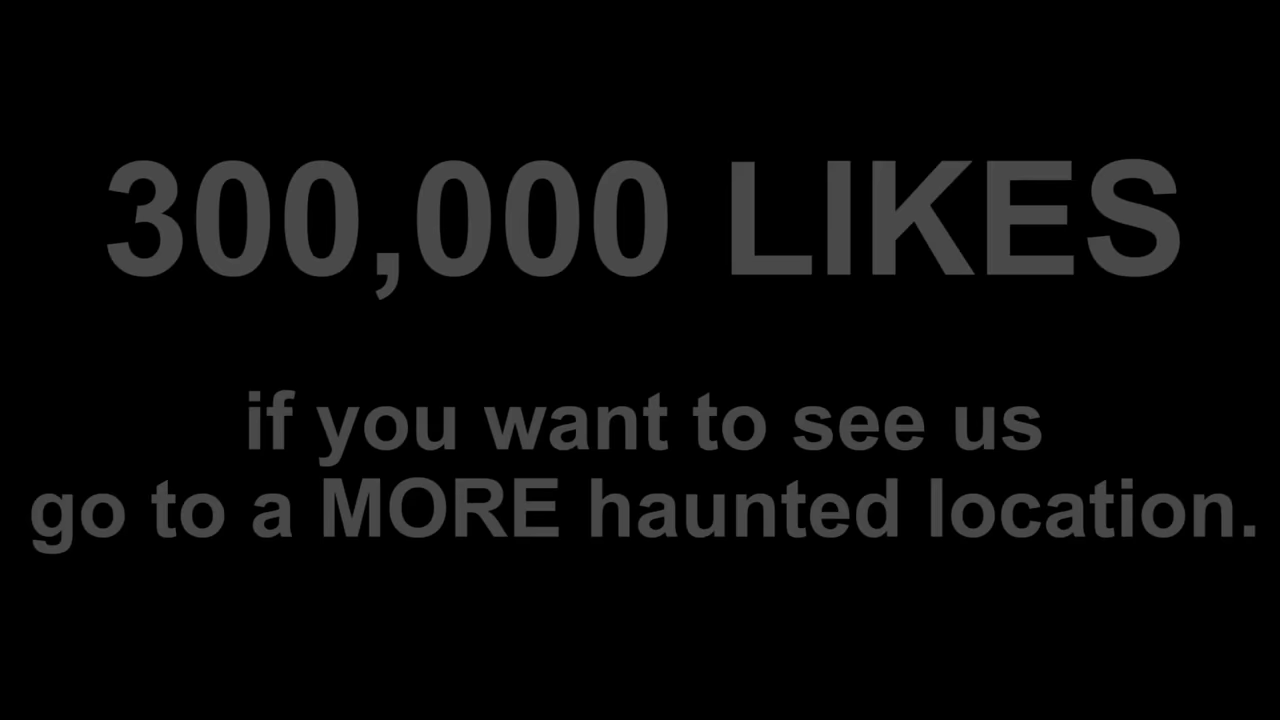 300,000 LIKES
if you want to see us
go to a MORE haunted location.